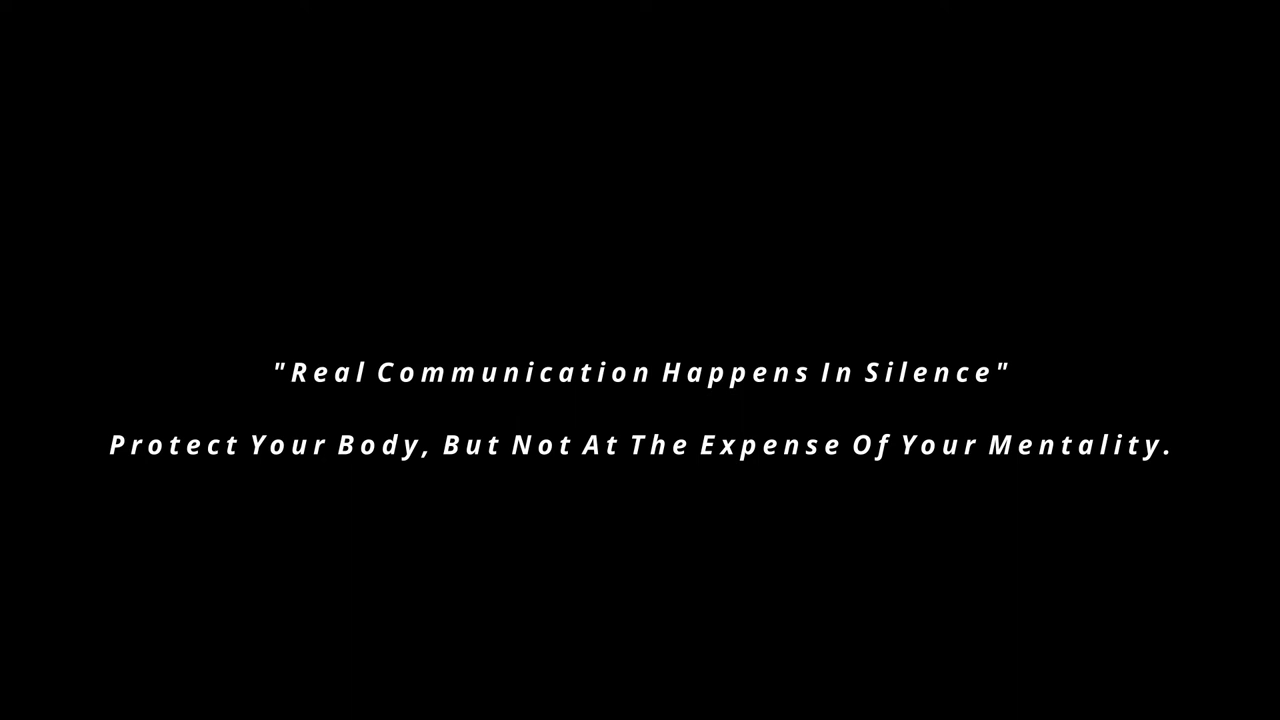 "Real Communication Happens In Silence"
Protect Your Body, But Not At The Expense Of Your Mentality.